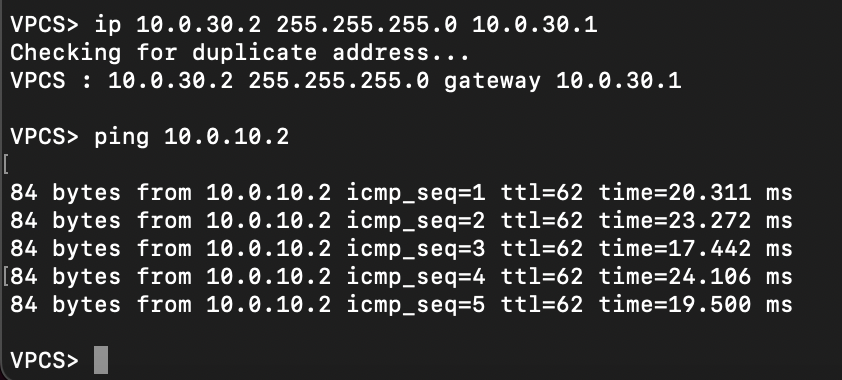 VPCS> ip 10.0.30.2 255.255.255.0 10.0.30.1
Checking for duplicate address...
VPCS : 10.0.30.2 255.255.255.0 gateway 10.0.30.1
VPCS> ping 10.0.10.2
[
84 bytes from 10.0.10.2 icmp_seq=1 ttl=62 time=20.311 ms
84 bytes from 10.0.10.2 icmp_seq=2 ttl=62 time=23.272 ms
84 bytes from 10.0.10.2 icmp_seq=3 ttl=62 time=17.442 ms
[84 bytes from 10.0.10.2 icmp_seq=4 ttl=62 time=24.106 ms
84 bytes from 10.0.10.2 icmp_seq=5 ttl=62 time=19.500 ms
VPCS>